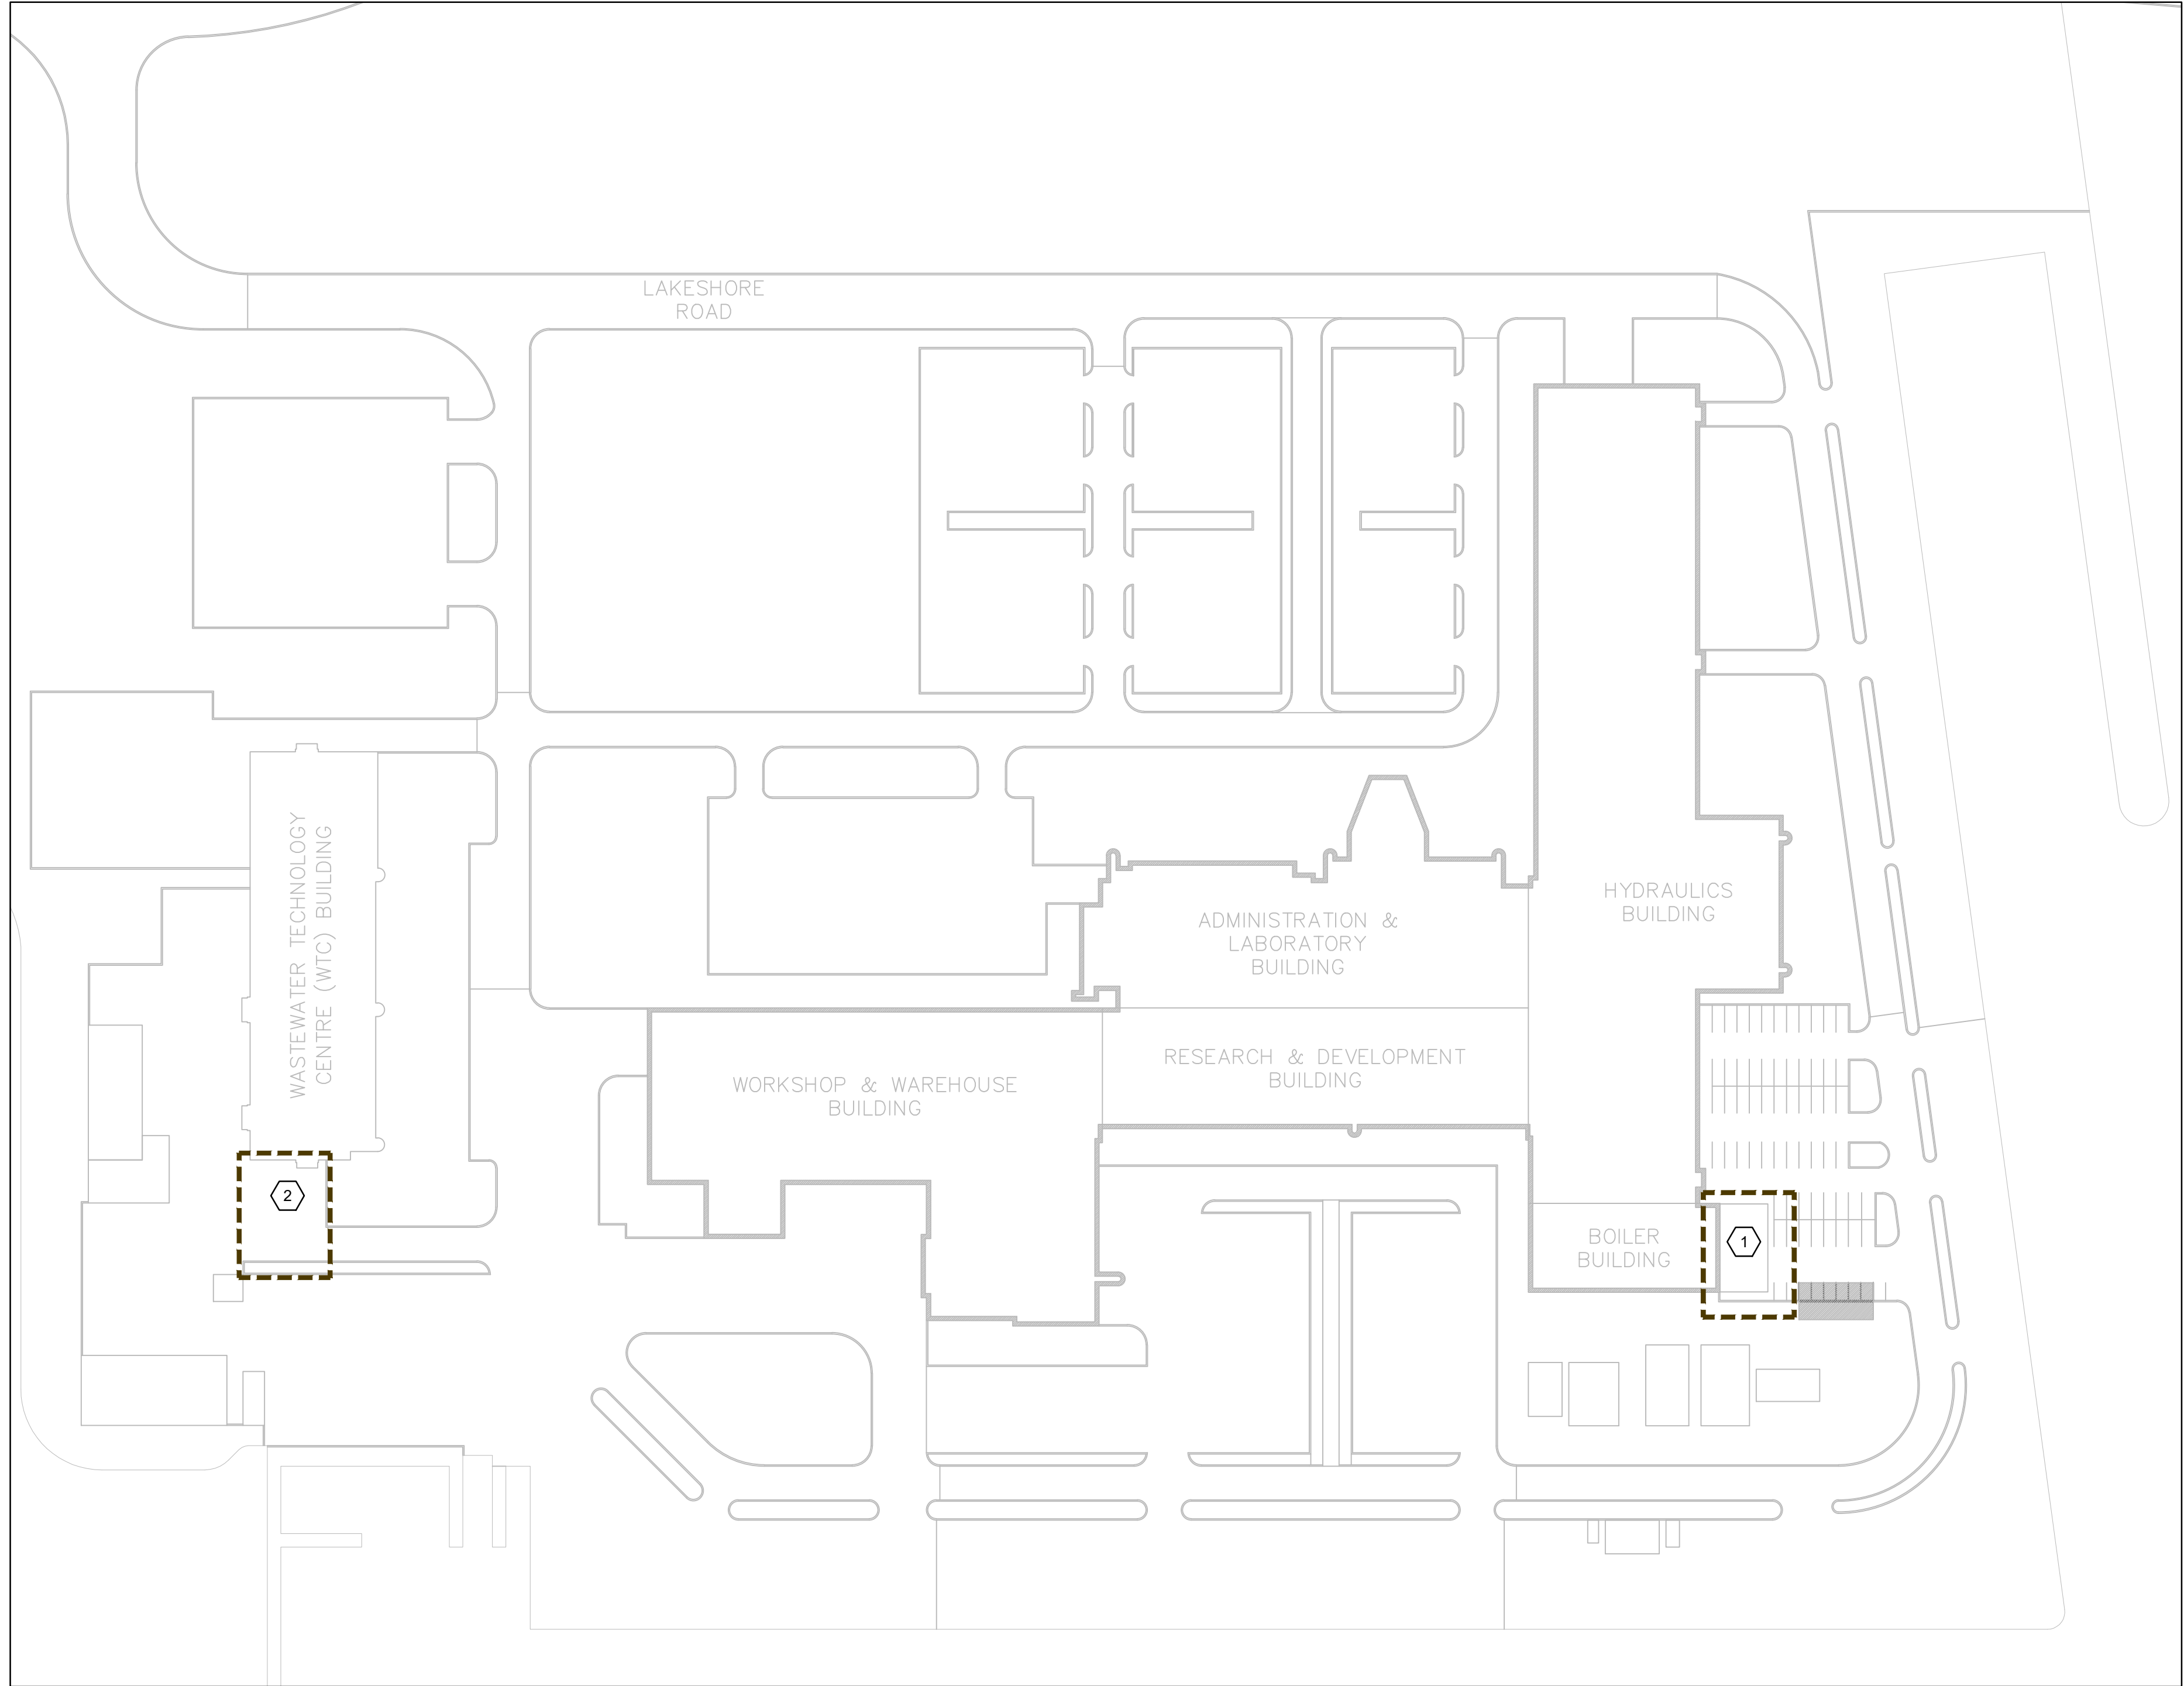 LAKESHORE
ROAD
WASTEWATER TECHNOLOGY
CENTRE (WTC) BUILDING
HYDRAULICS
BUILDING
ADMINISTRATION &
LABORATORY
BUILDING
RESEARCH & DEVELOPMENT
BUILDING
WORKSHOP & WAREHOUSE
BUILDING
2
BOILER
BUILDING
1